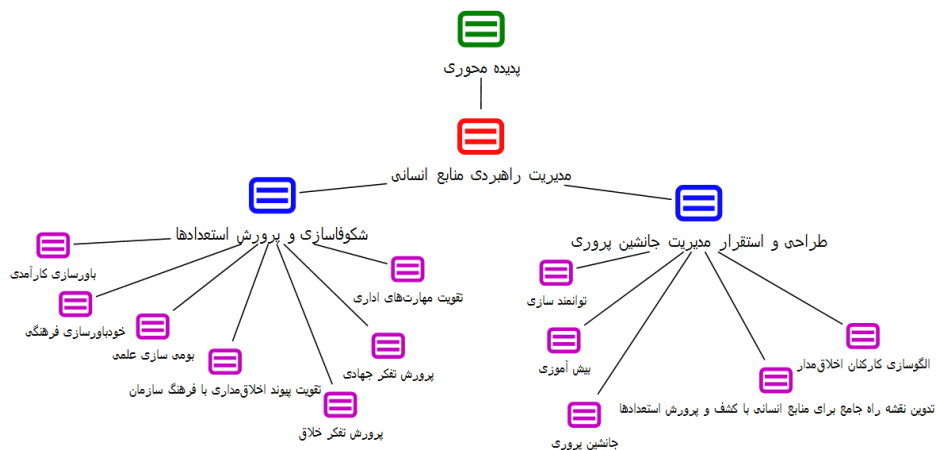 پدیده محوری
مدیریت راهبردی منابع انسانی
شکوفاسازی و پرورش استعدادها
طراحی و استقرار مدیریت جانشین پروری
باورسازی کارآمدی
خودباورسازی فرهنگی
بومی سازی علمی
تقویت پیوند اخلاق‌مداری با فرهنگ سازمان
پرورش تفکر خلاق
پرورش تفکر جهادی
تقویت مهارت‌های اداری
توانمند سازی
بیش آموزی
جانشین پروری
تدوین نقشه راه جامع برای منابع انسانی با کشف و پرورش استعدادها
الگوسازی کارکنان اخلاق‌مدار